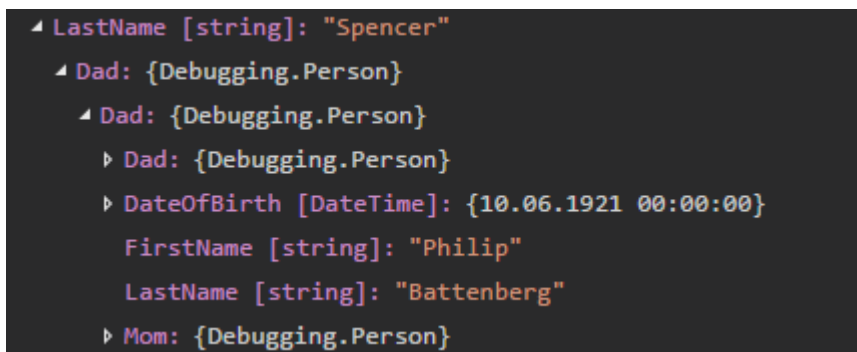 LastName [string]: "Spencer"
Dad: {Debugging.Person}
Dad: {Debugging.Person}
Dad: {Debugging.Person}
DateOfBirth [DateTime]: {10.06.1921 00:00:00}
FirstName [string]: "Philip"
LastName [string]: "Battenberg"
Mom: {Debugging.Person}